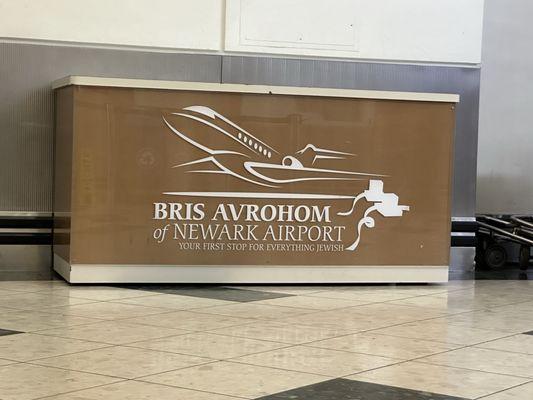 BRIS AVROHOM
of NEWARK AIRPORT
YOUR FIRST STOP FOR EVERYTHING JEWISH